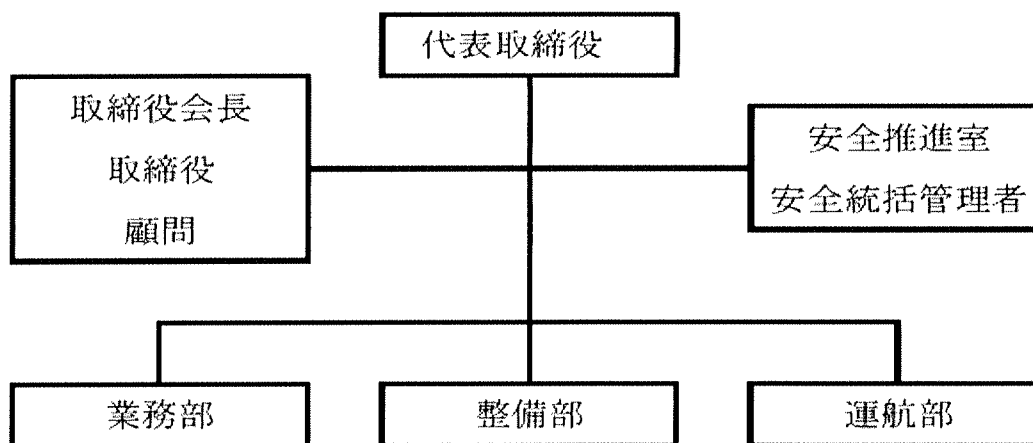 代表取締役
取締役会長
取締役
顧問
安全推進室
安全統括管理者
業務部
整備部
運航部